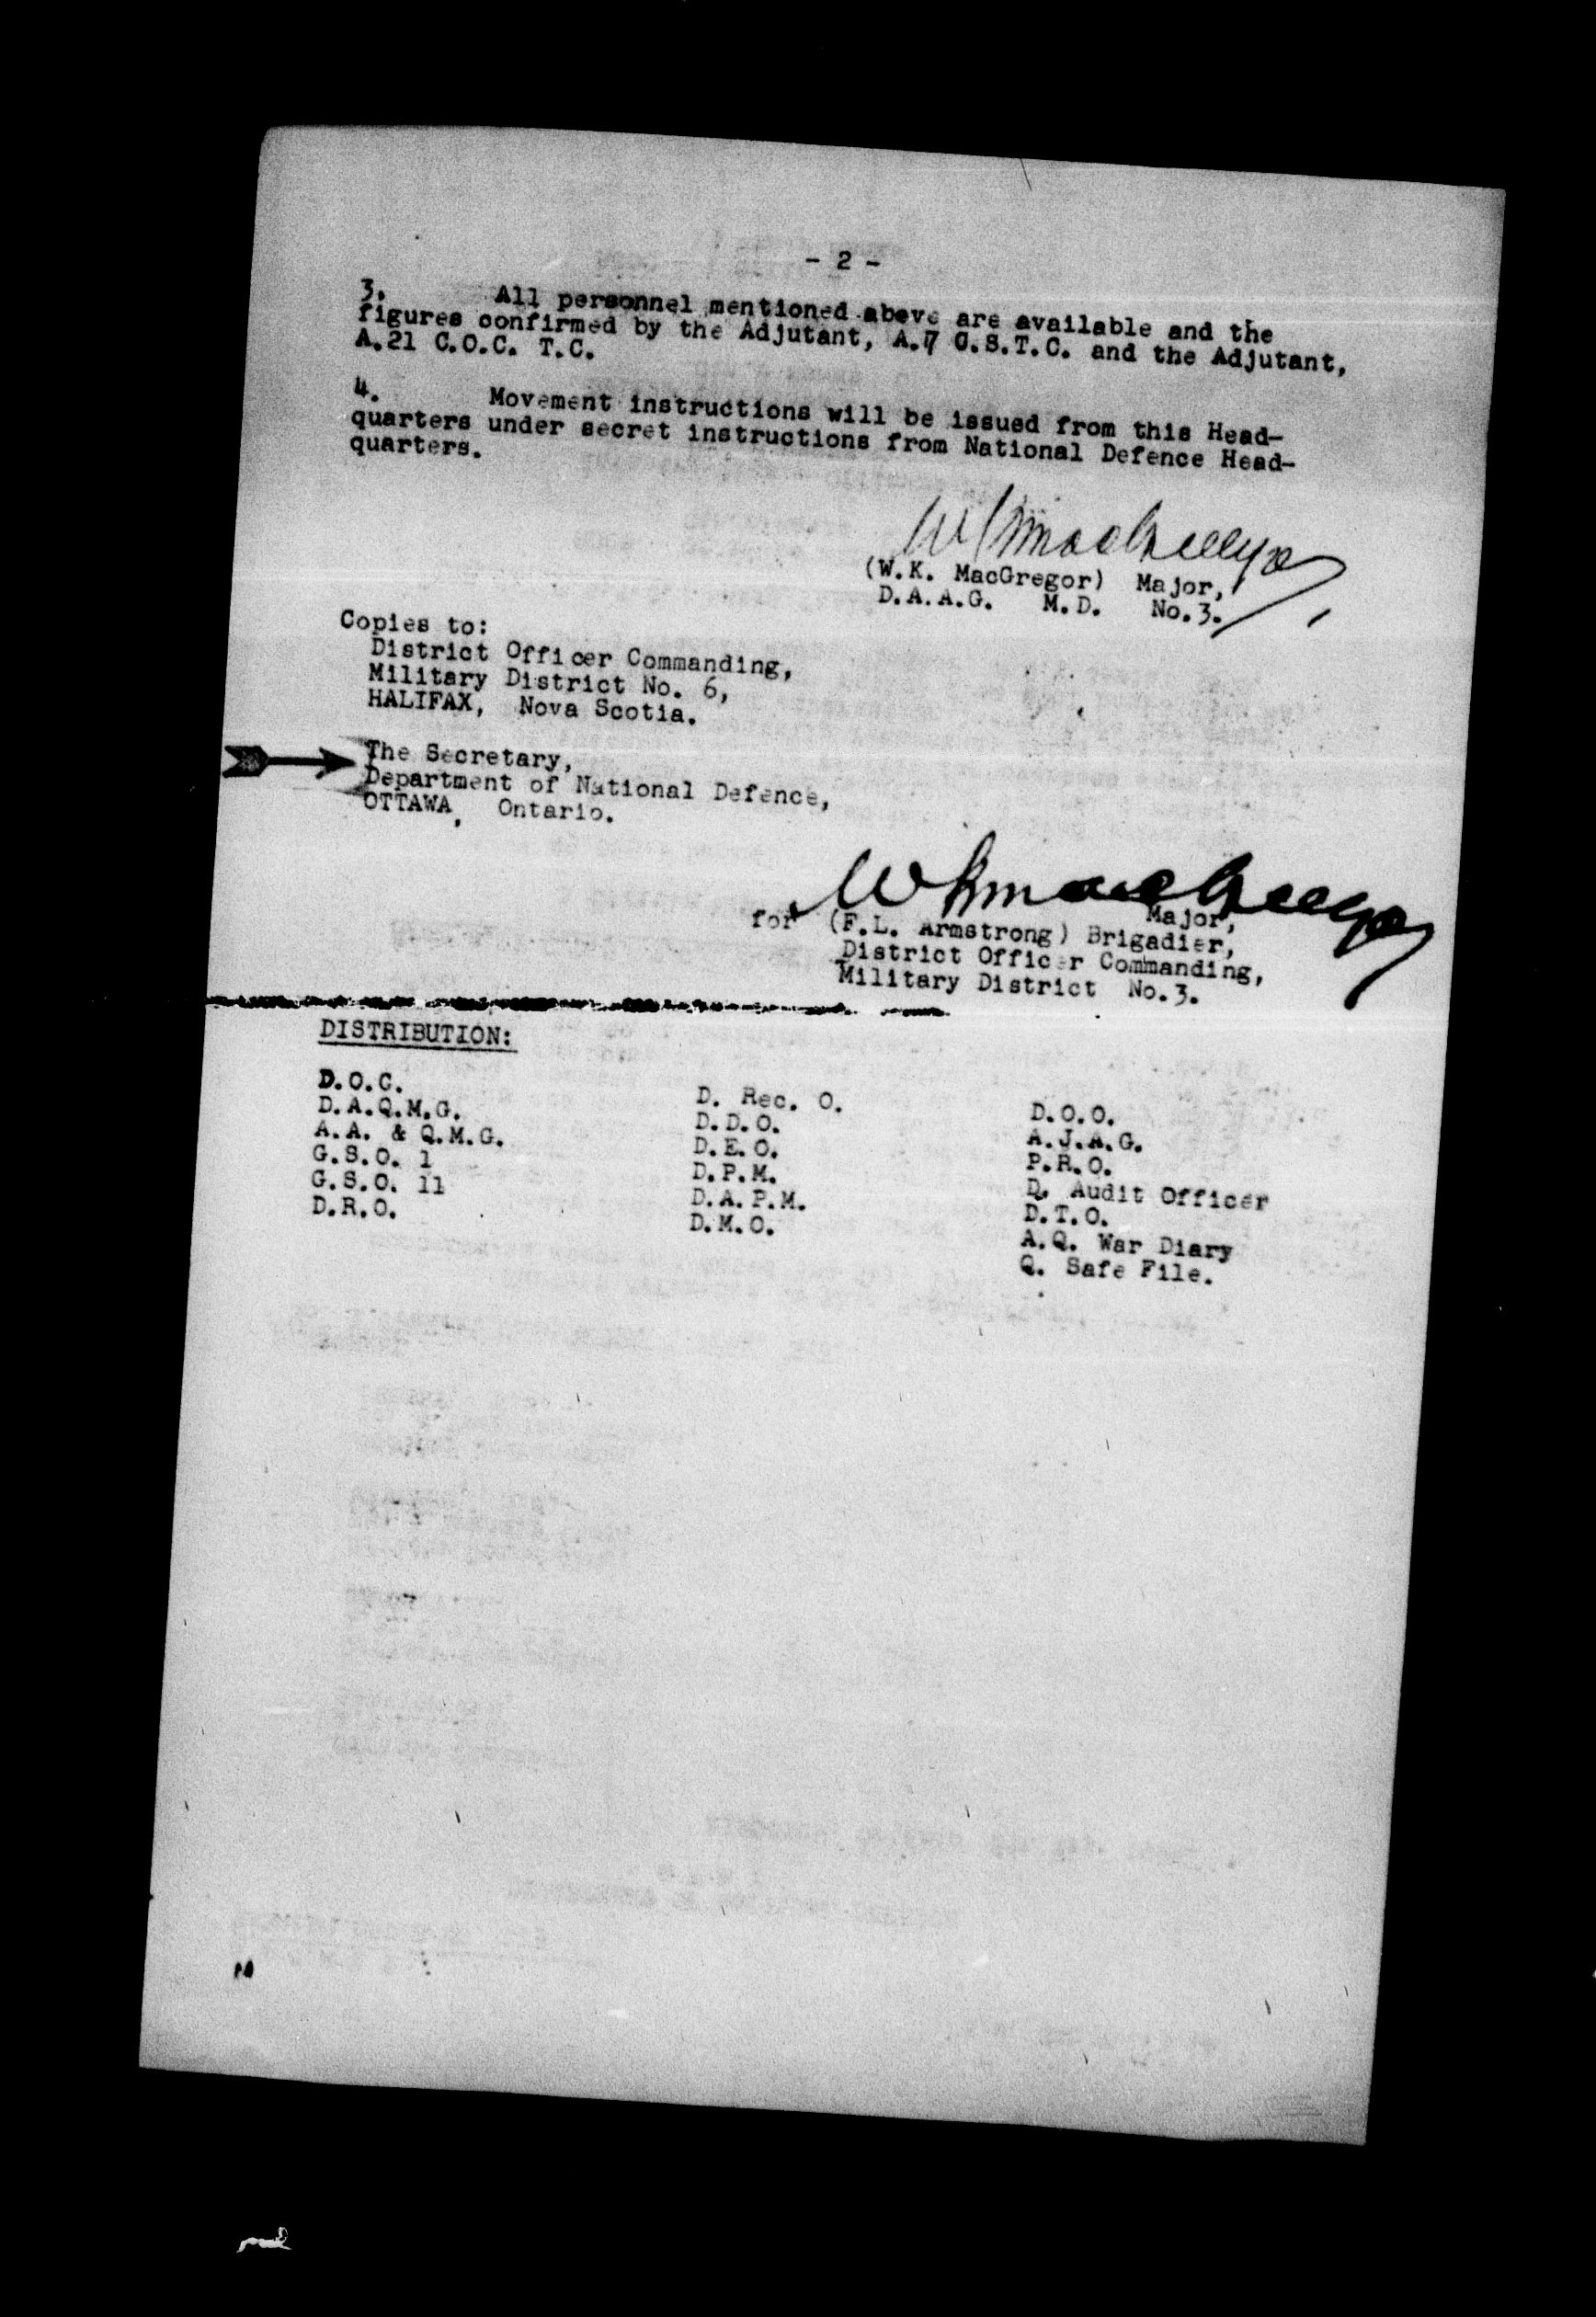 - 2 -
3. All personnel mentioned above are available and the
figures confirmed by the Adjutant, A.7 C.S.T.C. and the Adjutant,
A.21 C.O.C. T.C.
4. Movement instructions will be issued from this Head-
quarters under secret instructions from National Defence Head-
quarters.
WKMacGregor
(W.K. MacGregor) Major,
D.A.A.G. M.D. No.3.
Copies to:
District Officer Commanding,
Military District No. 6,
HALIFAX, Nova Scotia.
The Secretary,
Department of National Defence,
OTTAWA, Ontario.
WKMacGregor
Major,
for (F.L. Armstrong) Brigadier,
District Officer Commanding,
Military District No.3.
DISTRIBUTION:
D.O.C.
D.A.Q.M.G.
A.A. & Q.M.G.
G.S.O. 1
G.S.O. 11
D.R.O.
D. Rec. O.
D.D.O.
D.E.O.
D.P.M.
D.A.P.M.
D.M.O.
D.O.O.
A.J.A.G.
P.R.O.
D. Audit Officer
D.T.O.
A.Q. War Diary
Q. Safe File.